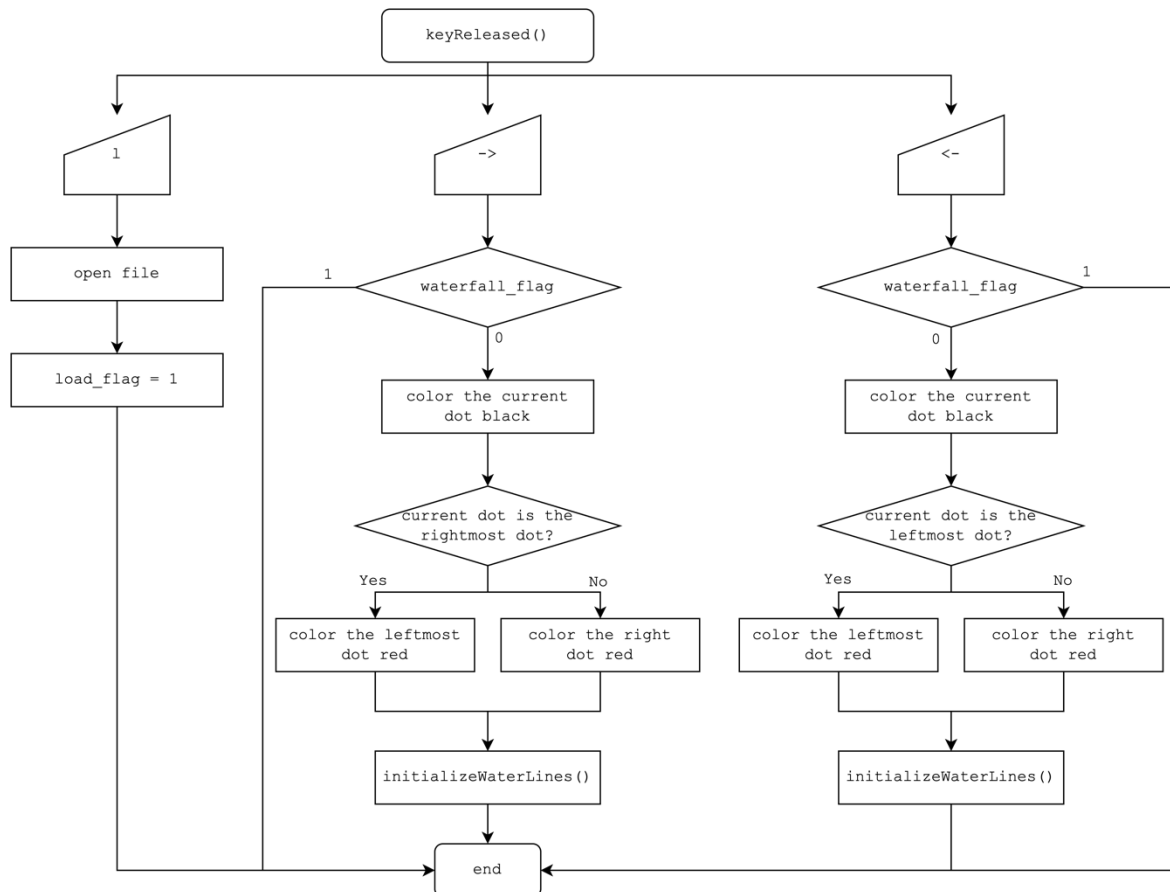 keyReleased()
l
->
<-
open file
load_flag = 1
1
waterfall_flag
0
color the current
dot black
current dot is the
rightmost dot?
Yes
No
color the leftmost
dot red
color the right
dot red
initializeWaterLines()
1
waterfall_flag
0
color the current
dot black
current dot is the
leftmost dot?
Yes
No
color the leftmost
dot red
color the right
dot red
initializeWaterLines()
end